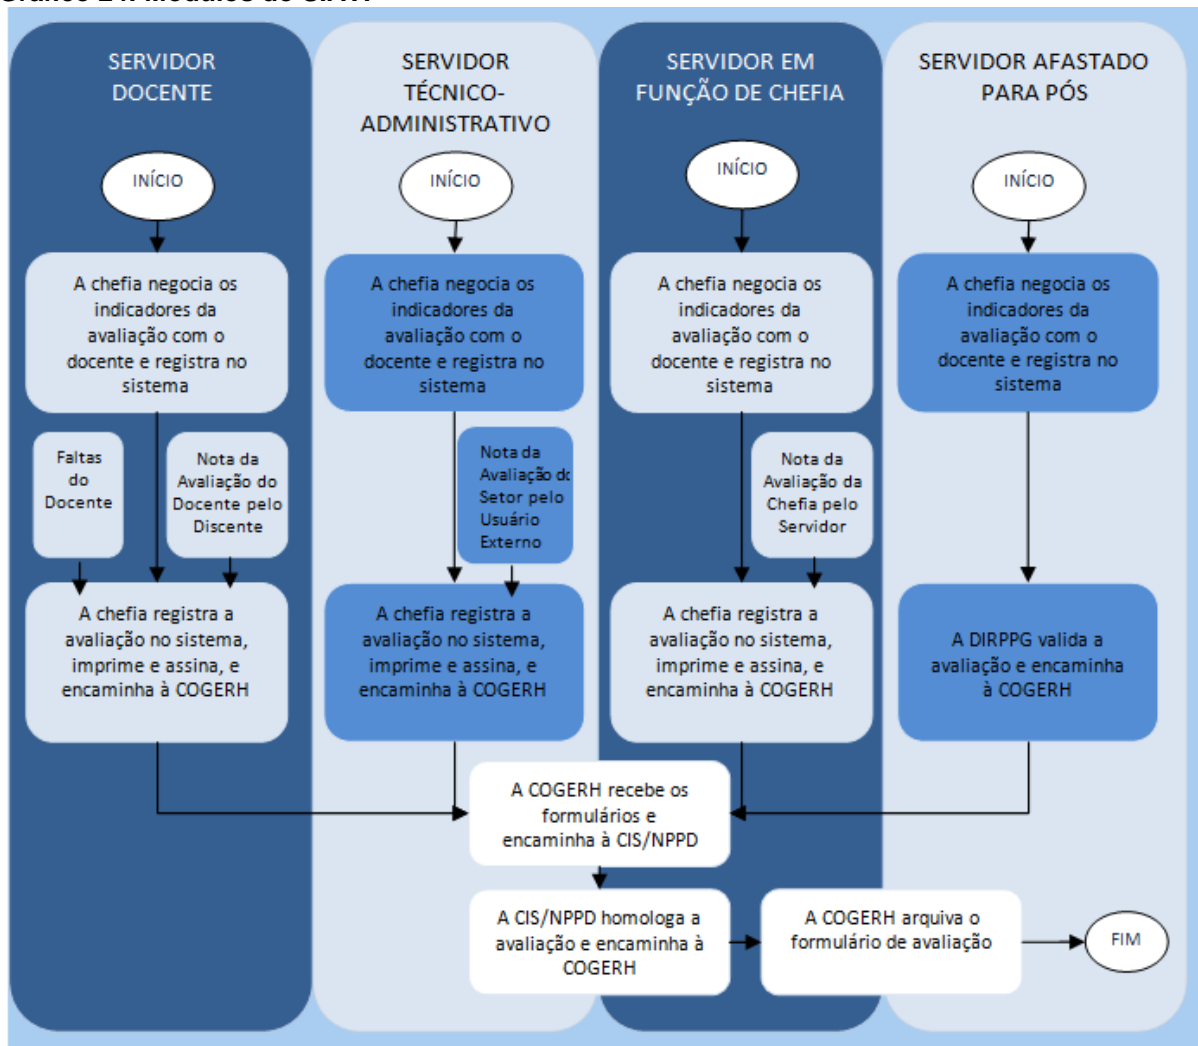 SERVIDOR
DOCENTE
INÍCIO
A chefia negocia os
indicadores da
avaliação com o
docente e registra no
sistema
Faltas
do
Docente
Nota da
Avaliação do
Docente pelo
Discente
A chefia registra a
avaliação no sistema,
imprime e assina, e
encaminha à COGERH
SERVIDOR
TÉCNICO-
ADMINISTRATIVO
INÍCIO
A chefia negocia os
indicadores da
avaliação com o
docente e registra no
sistema
Nota da
Avaliação do
Setor pelo
Usuário
Externo
A chefia registra a
avaliação no sistema,
imprime e assina, e
encaminha à COGERH
SERVIDOR EM
FUNÇÃO DE CHEFIA
INÍCIO
A chefia negocia os
indicadores da
avaliação com o
docente e registra no
sistema
Nota da
Avaliação da
Chefia pelo
Servidor
A chefia registra a
avaliação no sistema,
imprime e assina, e
encaminha à COGERH
SERVIDOR AFASTADO
PARA PÓS
INÍCIO
A chefia negocia os
indicadores da
avaliação com o
docente e registra no
sistema
A DIRPPG valida a
avaliação e encaminha
à COGERH
A COGERH recebe os
formulários e
encaminha à CIS/NPPD
A CIS/NPPD homologa a
avaliação e encaminha à
COGERH
A COGERH arquiva o
formulário de avaliação
FIM